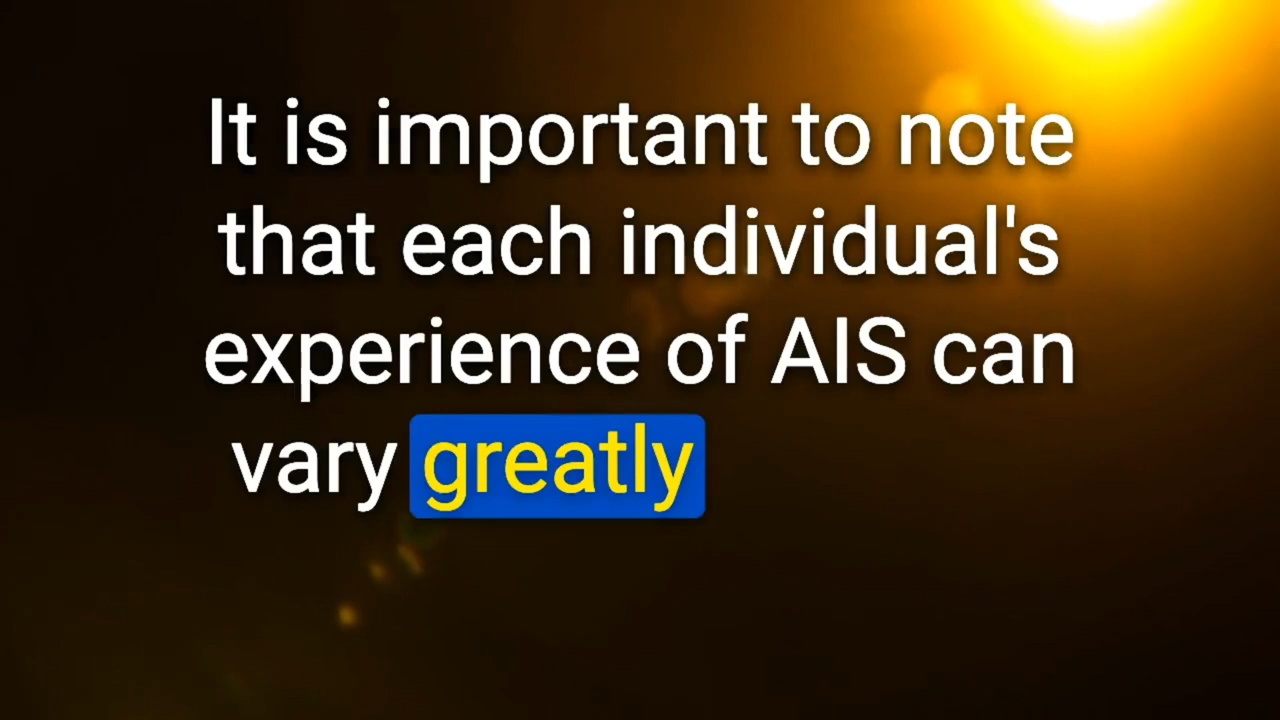 It is important to note
that each individual's
experience of AIS can
vary greatly